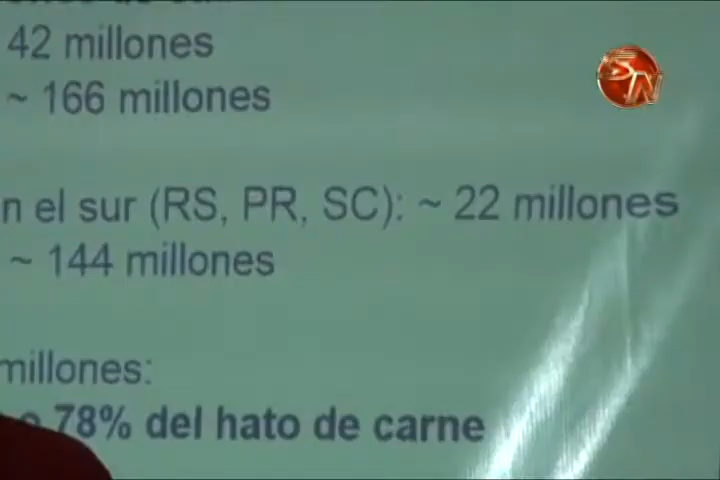 42 millones
~ 166 millones
SN
n el sur (RS, PR, SC): ~ 22 millones
~ 144 millones
millones:
o 78% del hato de carne